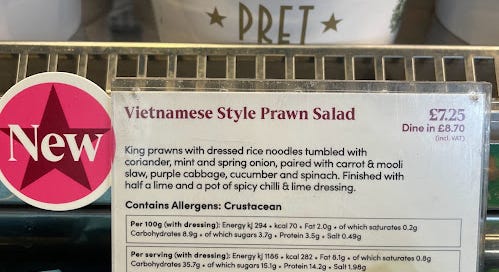 ★ PRET ★
New
Vietnamese Style Prawn Salad
£7.25
Dine in £8.70
(incl. VAT)
King prawns with dressed rice noodles tumbled with
coriander, mint and spring onion, paired with carrot & mooli
slaw, purple cabbage, cucumber and spinach. Finished with
half a lime and a pot of spicy chilli & lime dressing.
Contains Allergens: Crustacean
Per 100g (with dressing): Energy kj 294 • kcal 70 • Fat 2.0g • of which saturates 0.2g
Carbohydrates 8.9g • of which sugars 3.7g • Protein 3.5g • Salt 0.49g
Per serving (with dressing): Energy kj 1186 • kcal 282 • Fat 8.1g • of which saturates 0.8g
Carbohydrates 35.7g • of which sugars 15.1g • Protein 14.2g • Salt 1.98g